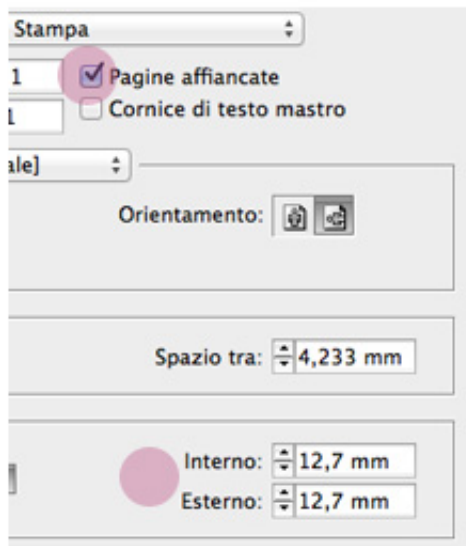 Stampa
1 Pagine affiancate
1 Cornice di testo mastro
ale]
Orientamento:
Spazio tra: 4,233 mm
Interno: 12,7 mm
Esterno: 12,7 mm